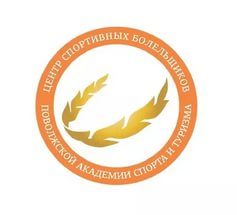 ЦЕНТР СПОРТИВНЫХ БОЛЕЛЬЩИКОВ
ПОВОЛЖСКОЙ АКАДЕМИИ СПОРТА И ТУРИЗМА